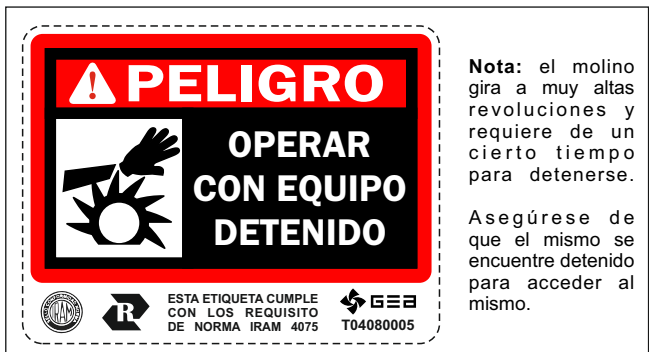 PELIGRO
OPERAR
CON EQUIPO
DETENIDO
IRAM
R
ESTA ETIQUETA CUMPLE
CON LOS REQUISITO
DE NORMA IRAM 4075
GEA
T04080005
Nota: el molino
gira a muy altas
revoluciones y
requiere de un
cierto tiempo
para detenerse.
Asegúrese de
que el mismo se
encuentre detenido
para acceder al
mismo.